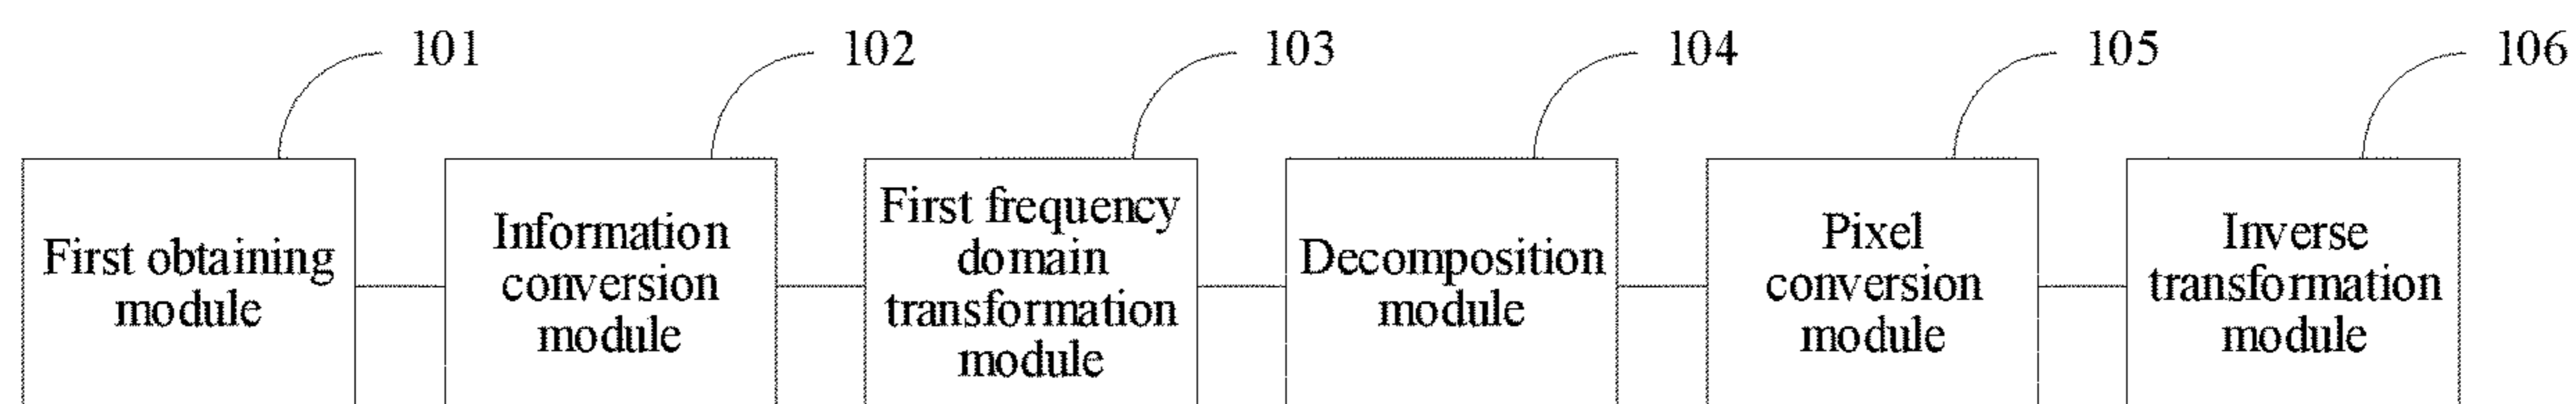 101
102
103
104
105
106
First obtaining
module
Information
conversion
module
First frequency
domain
transformation
module
Decomposition
module
Pixel
conversion
module
Inverse
transformation
module